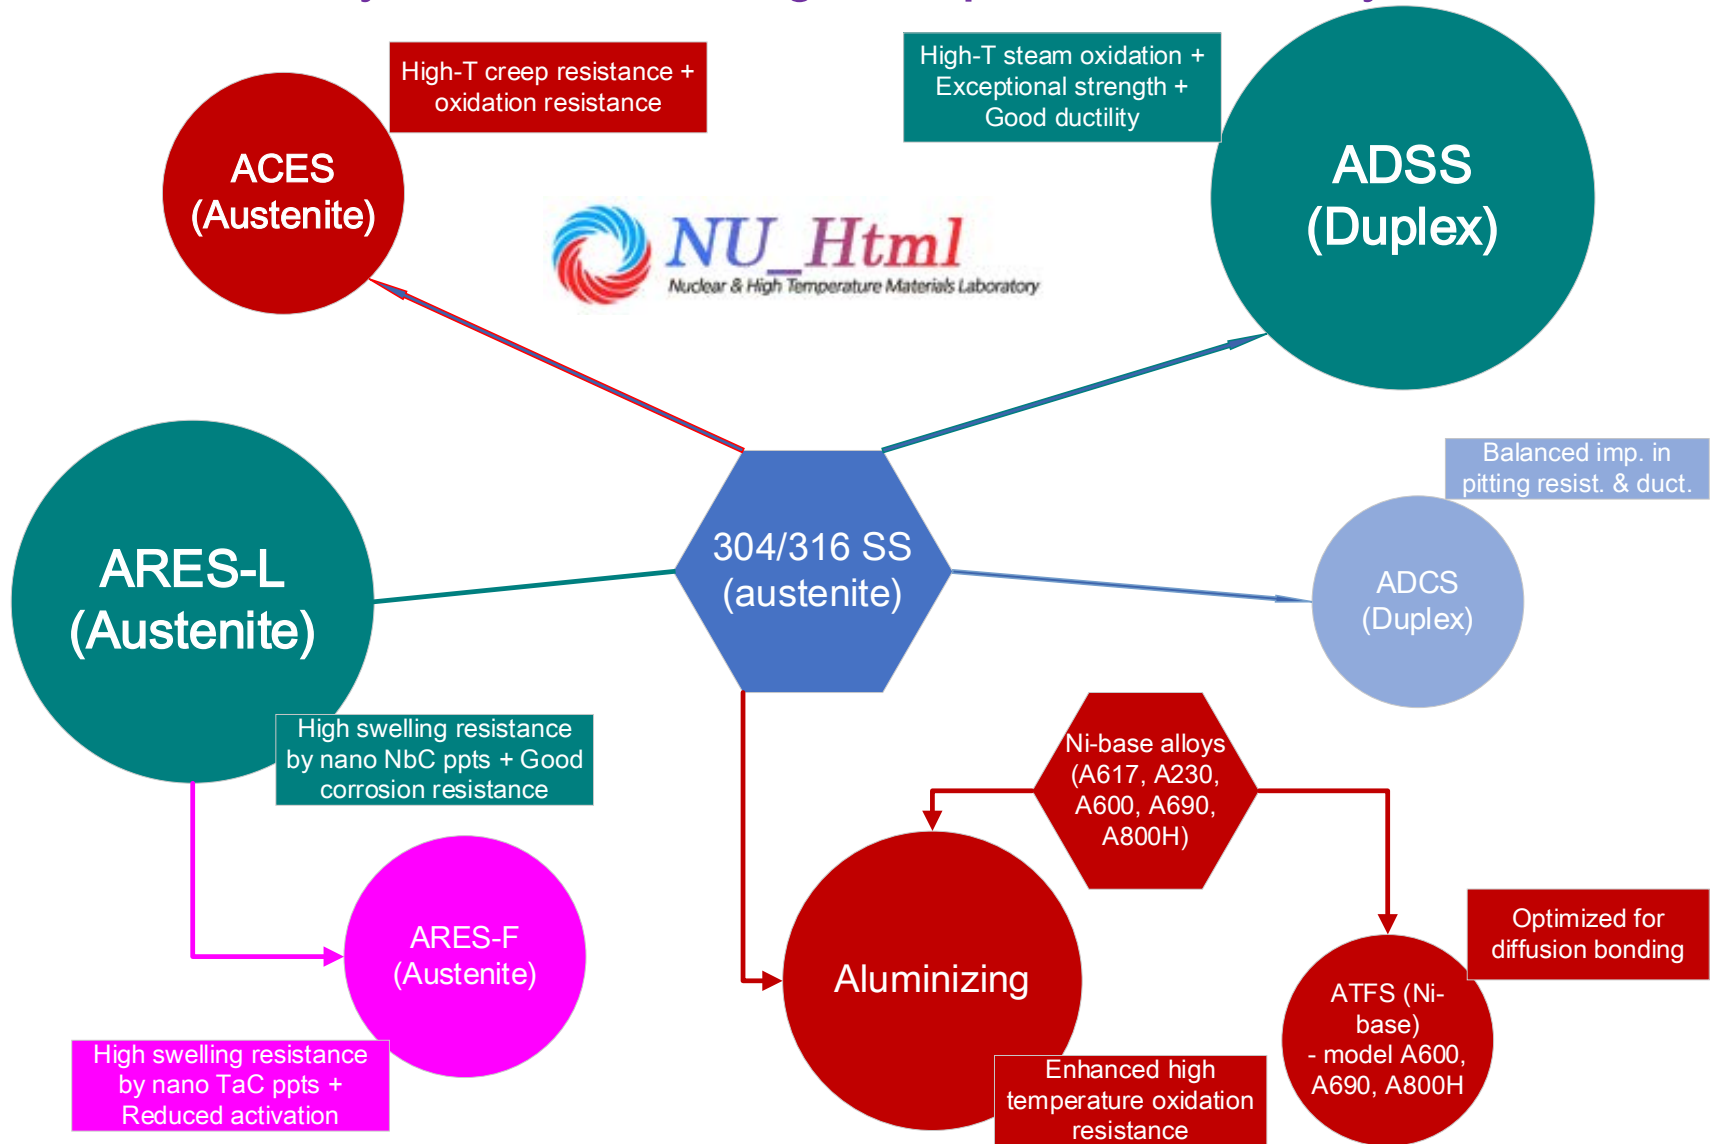 High-T creep resistance +
oxidation resistance
High-T steam oxidation +
Exceptional strength +
Good ductility
ACES
(Austenite)
ADSS
(Duplex)
NU_Html
Nuclear & High Temperature Materials Laboratory
Balanced imp. in
pitting resist. & duct.
304/316 SS
(austenite)
ARES-L
(Austenite)
ADCS
(Duplex)
High swelling resistance
by nano NbC ppts + Good
corrosion resistance
Ni-base alloys
(A617, A230,
A600, A690,
A800H)
ARES-F
(Austenite)
Aluminizing
Optimized for
diffusion bonding
ATFS (Ni-
base)
- model A600,
A690, A800H
High swelling resistance
by nano TaC ppts +
Reduced activation
Enhanced high
temperature oxidation
resistance